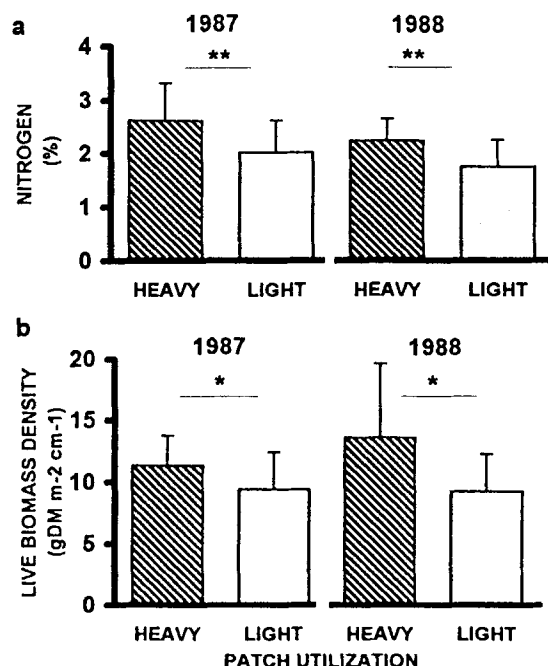 a
1987 1988
** **
NITROGEN
(%)
4
3
2
1
0
HEAVY LIGHT HEAVY LIGHT
b
1987 1988
* *
LIVE BIOMASS DENSITY
(gDM m-2 cm-1)
20
15
10
5
0
HEAVY LIGHT HEAVY LIGHT
PATCH UTILIZATION